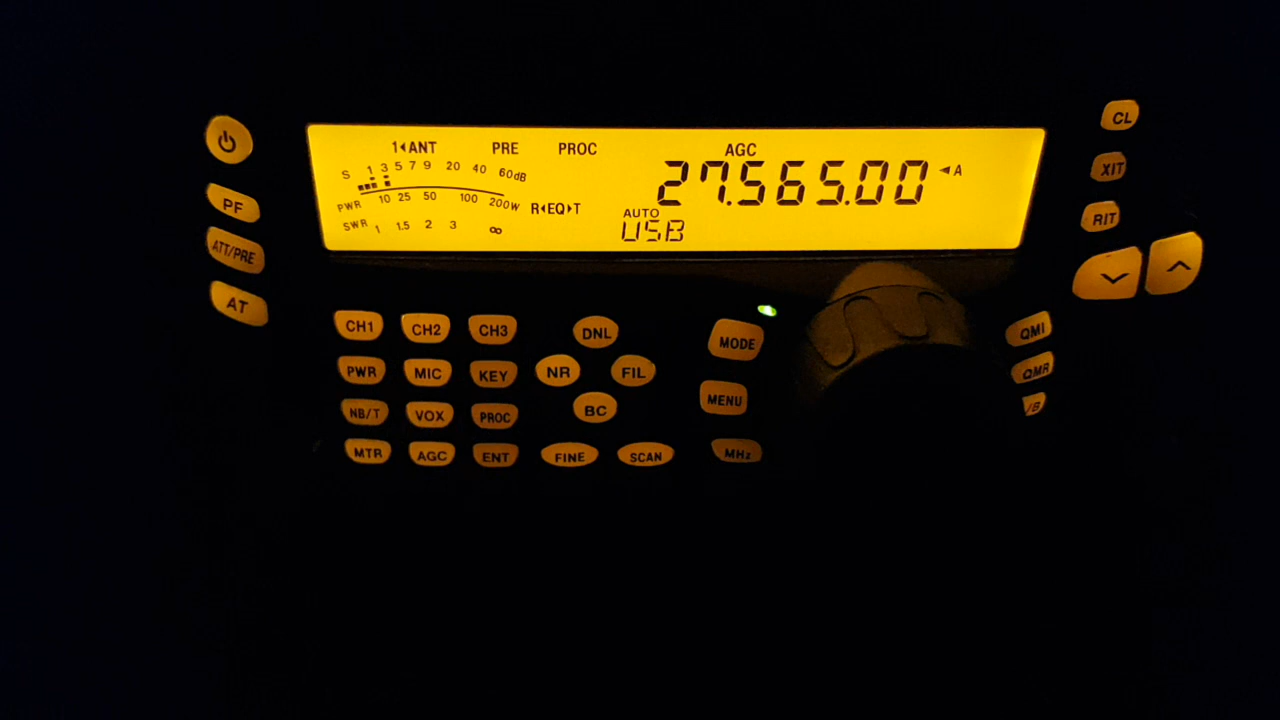 1◂ANT PRE PROC AGC
S 1 3 5 7 9 20 40 60dB
27.565.00 ◂A
PWR 10 25 50 100 200W
R◂EQ▸T
AUTO
SWR 1 1.5 2 3 ∞
USB
PF
ATT/PRE
AT
CL
XIT
RIT
CH1 CH2 CH3
PWR MIC KEY
NB/T VOX PROC
MTR AGC ENT
DNL
NR FIL
BC
FINE SCAN
MODE
MENU
MHz
QMI
QMR
/B